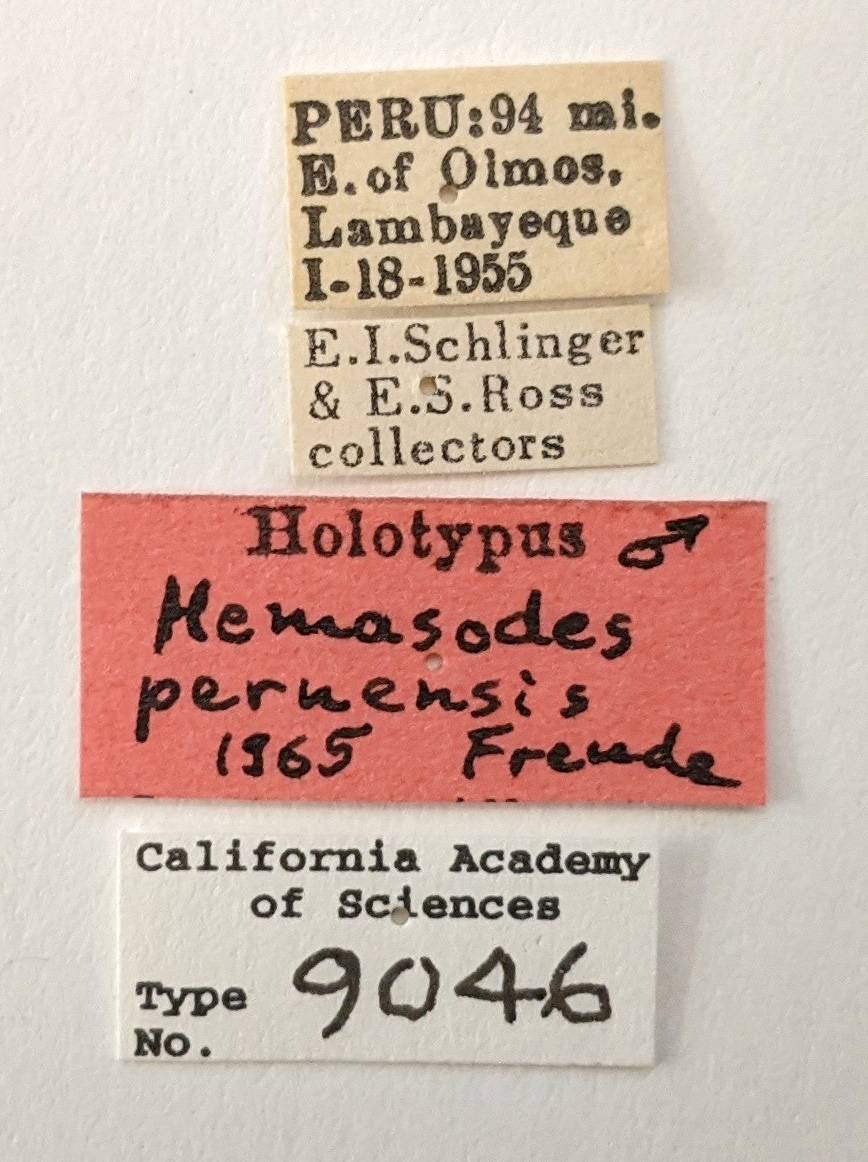 PERU:94 mi.
E.of Olmos,
Lambayeque
I-18-1955
E.I.Schlinger
& E.S.Ross
collectors
Holotypus ♂
Hemasodes
peruensis
1965 Freude
California Academy
of Sciences
Type
No. 9046